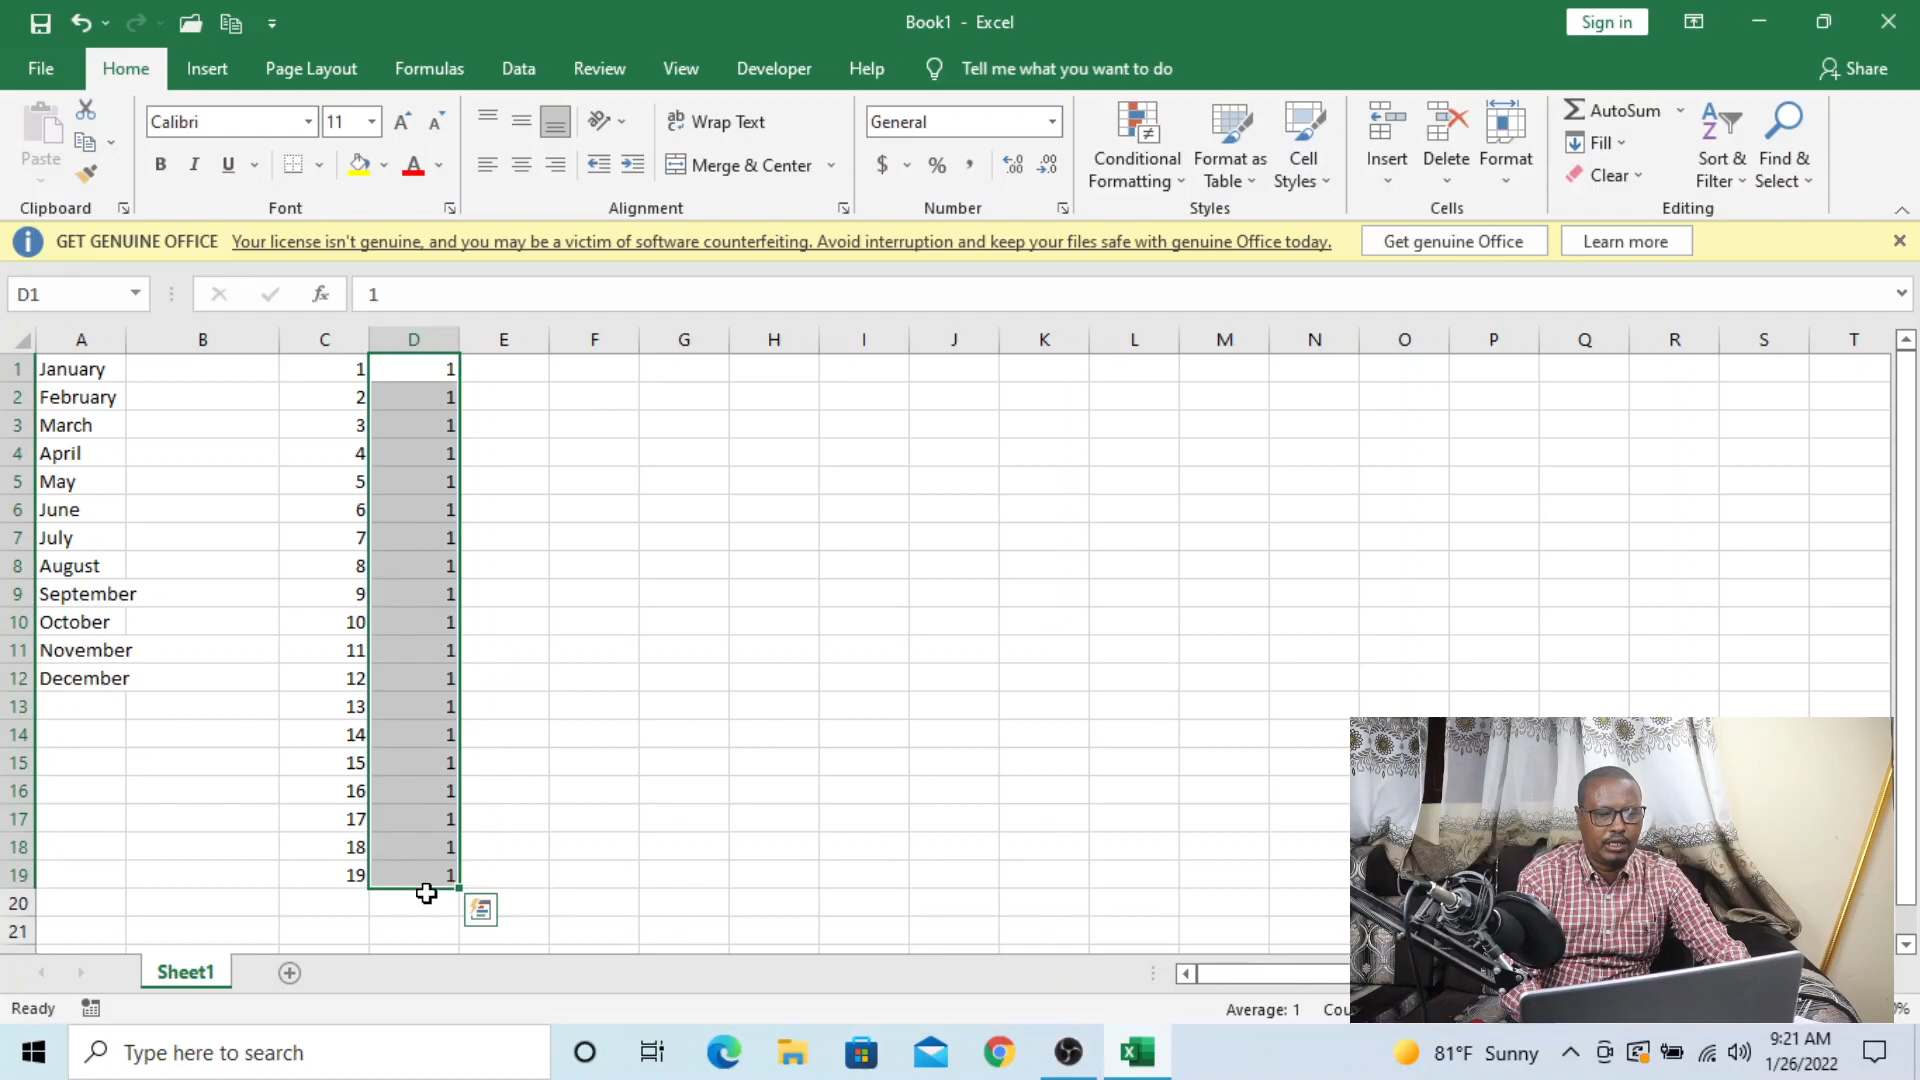 Book1 - Excel
Sign in
File Home Insert Page Layout Formulas Data Review View Developer Help Tell me what you want to do Share
Paste
Clipboard
Calibri 11
B I U A
Font
ab Wrap Text
Merge & Center
Alignment
General
$ % ,
Number
Conditional Formatting
Format as Table
Cell Styles
Styles
Insert Delete Format
Cells
AutoSum
Fill
Clear
Sort & Filter
Find & Select
Editing
GET GENUINE OFFICE Your license isn't genuine, and you may be a victim of software counterfeiting. Avoid interruption and keep your files safe with genuine Office today. Get genuine Office Learn more
D1 fx 1
A B C D E F G H I J K L M N O P Q R S T
1 January 1 1
2 February 2 1
3 March 3 1
4 April 4 1
5 May 5 1
6 June 6 1
7 July 7 1
8 August 8 1
9 September 9 1
10 October 10 1
11 November 11 1
12 December 12 1
13 13 1
14 14 1
15 15 1
16 16 1
17 17 1
18 18 1
19 19 1
20
21
Sheet1
Ready Average: 1
Type here to search
81°F Sunny
9:21 AM
1/26/2022